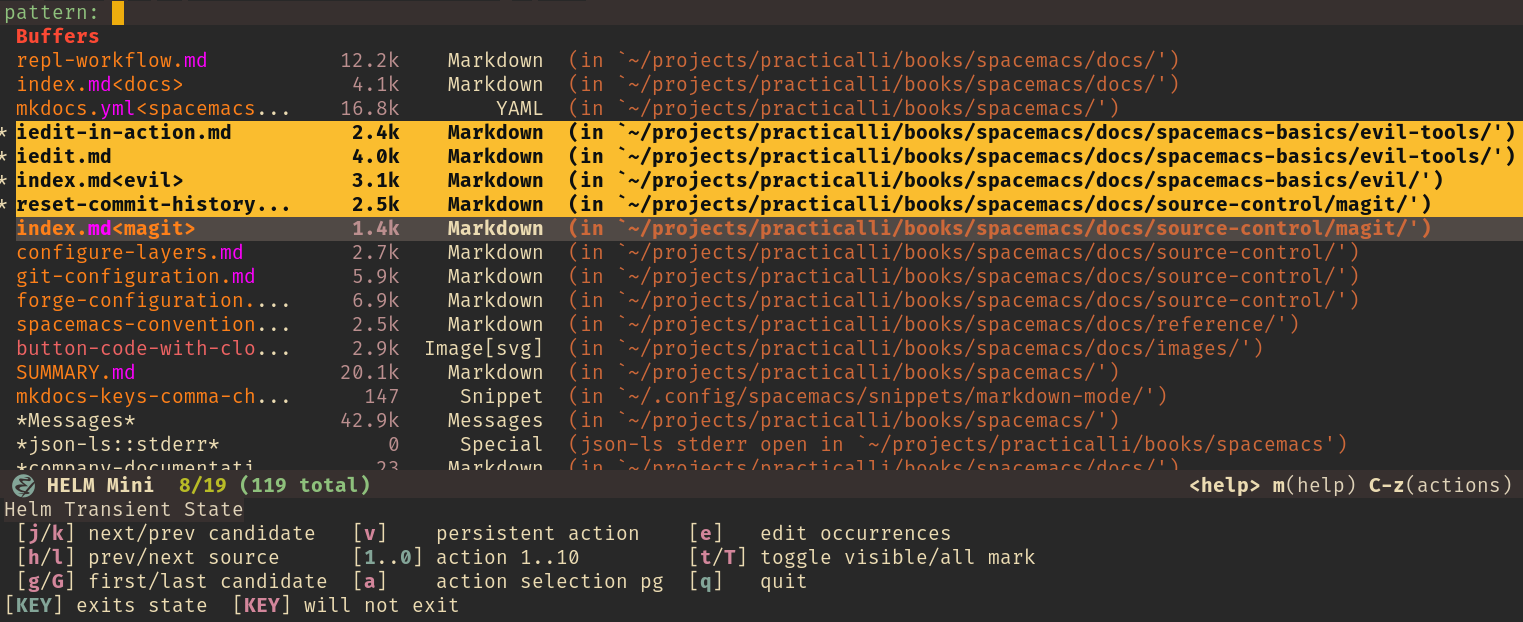 pattern:
Buffers
repl-workflow.md 12.2k Markdown (in `~/projects/practicalli/books/spacemacs/docs/')
index.md<docs> 4.1k Markdown (in `~/projects/practicalli/books/spacemacs/docs/')
mkdocs.yml<spacemacs... 16.8k YAML (in `~/projects/practicalli/books/spacemacs/')
* iedit-in-action.md 2.4k Markdown (in `~/projects/practicalli/books/spacemacs/docs/spacemacs-basics/evil-tools/')
* iedit.md 4.0k Markdown (in `~/projects/practicalli/books/spacemacs/docs/spacemacs-basics/evil-tools/')
* index.md<evil> 3.1k Markdown (in `~/projects/practicalli/books/spacemacs/docs/spacemacs-basics/evil/')
* reset-commit-history... 2.5k Markdown (in `~/projects/practicalli/books/spacemacs/docs/source-control/magit/')
index.md<magit> 1.4k Markdown (in `~/projects/practicalli/books/spacemacs/docs/source-control/magit/')
configure-layers.md 2.7k Markdown (in `~/projects/practicalli/books/spacemacs/docs/source-control/')
git-configuration.md 5.9k Markdown (in `~/projects/practicalli/books/spacemacs/docs/source-control/')
forge-configuration.... 6.9k Markdown (in `~/projects/practicalli/books/spacemacs/docs/source-control/')
spacemacs-convention... 2.5k Markdown (in `~/projects/practicalli/books/spacemacs/docs/reference/')
button-code-with-clo... 2.9k Image[svg] (in `~/projects/practicalli/books/spacemacs/docs/images/')
SUMMARY.md 20.1k Markdown (in `~/projects/practicalli/books/spacemacs/')
mkdocs-keys-comma-ch... 147 Snippet (in `~/.config/spacemacs/snippets/markdown-mode/')
*Messages* 42.9k Messages (in `~/projects/practicalli/books/spacemacs/')
*json-ls::stderr* 0 Special (json-ls stderr open in `~/projects/practicalli/books/spacemacs')
*company-documentati... 23 Markdown (in `~/projects/practicalli/books/spacemacs/docs/')
HELM Mini 8/19 (119 total) <help> m(help) C-z(actions)
Helm Transient State
[j/k] next/prev candidate [v] persistent action [e] edit occurrences
[h/l] prev/next source [1..0] action 1..10 [t/T] toggle visible/all mark
[g/G] first/last candidate [a] action selection pg [q] quit
[KEY] exits state [KEY] will not exit